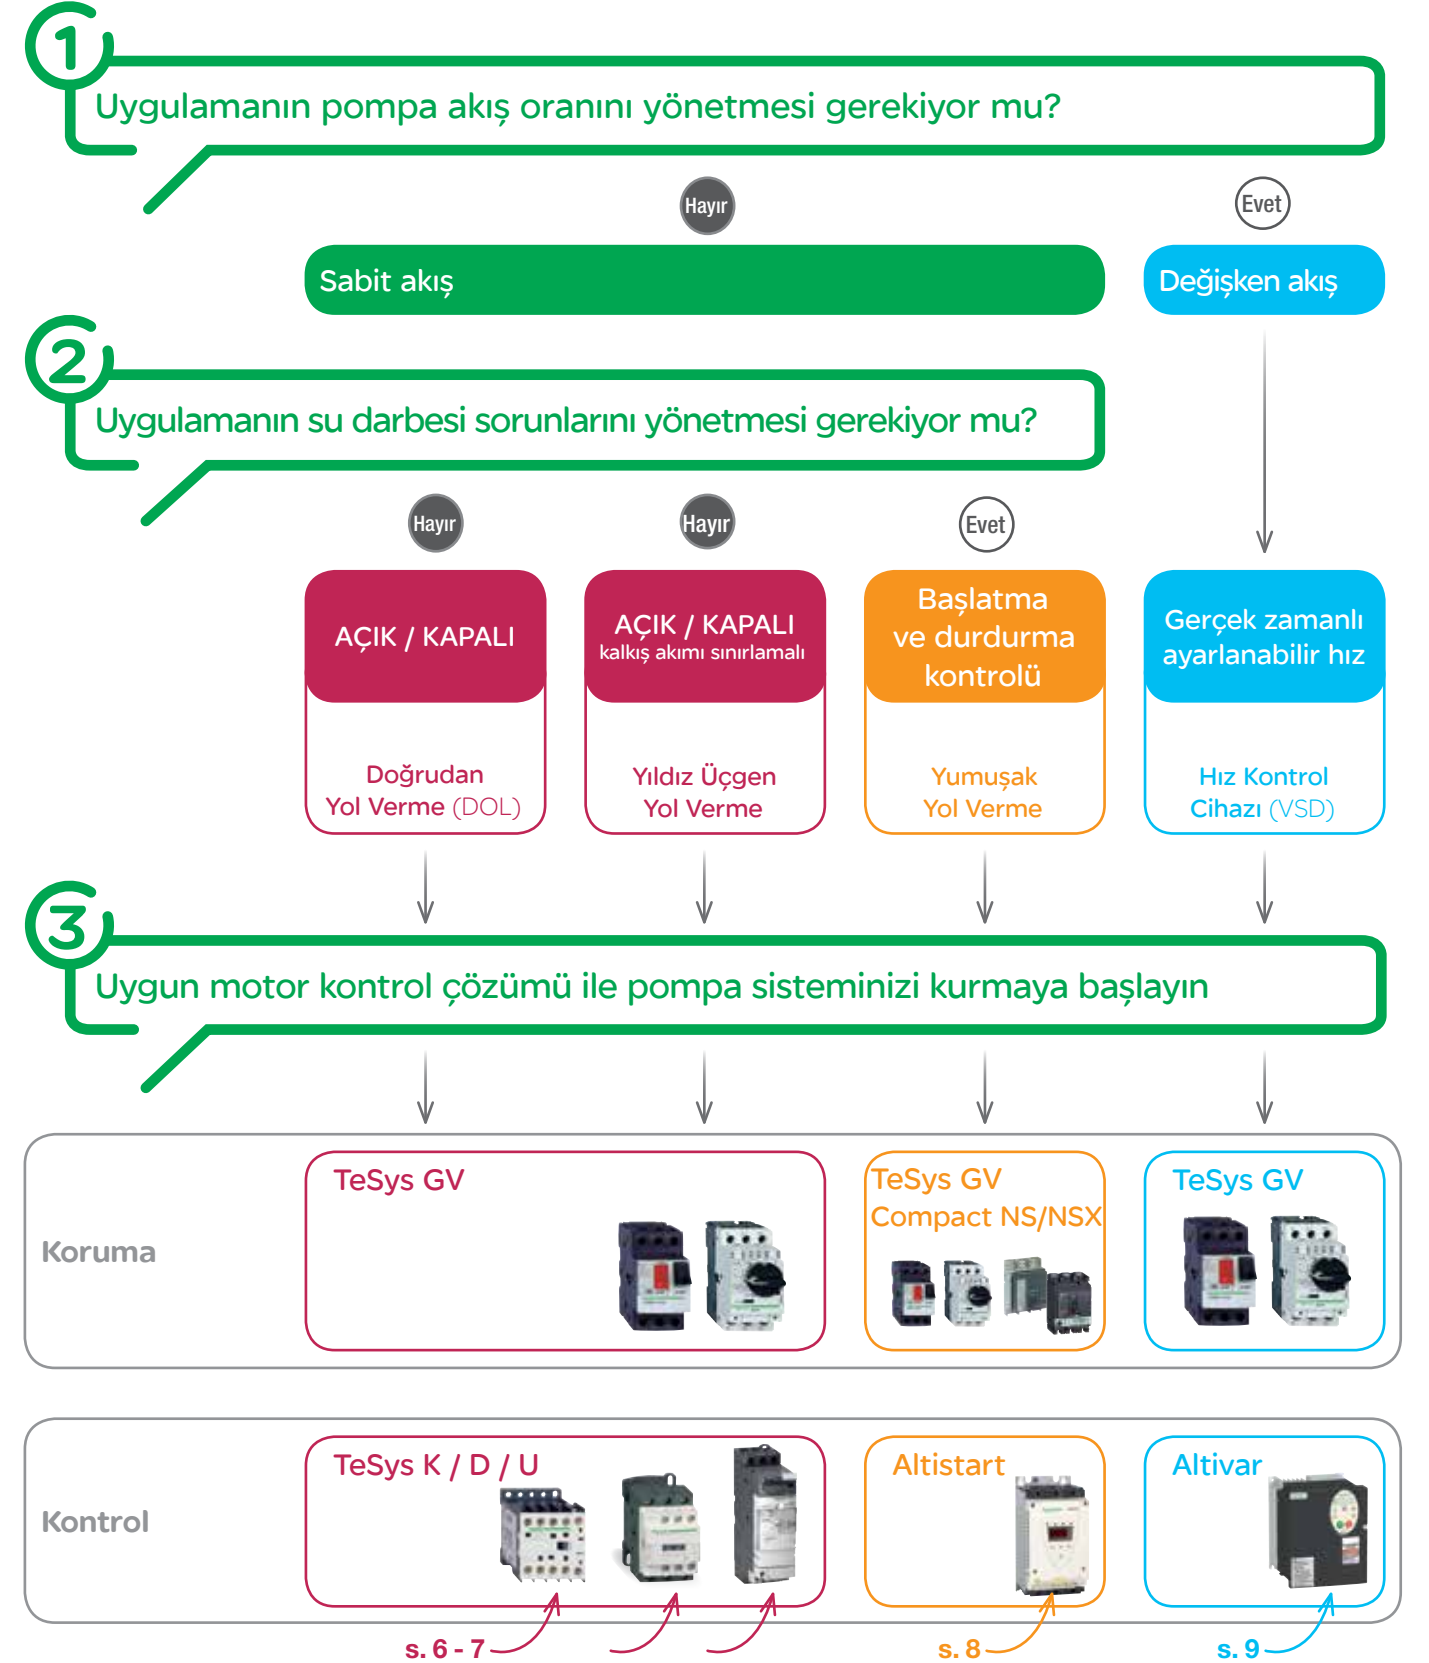 1
Uygulamanın pompa akış oranını yönetmesi gerekiyor mu?
Hayır
Evet
Sabit akış
Değişken akış
2
Uygulamanın su darbesi sorunlarını yönetmesi gerekiyor mu?
Hayır
Hayır
Evet
AÇIK / KAPALI
AÇIK / KAPALI
kalkış akımı sınırlamalı
Başlatma
ve durdurma
kontrolü
Gerçek zamanlı
ayarlanabilir hız
Doğrudan
Yol Verme (DOL)
Yıldız Üçgen
Yol Verme
Yumuşak
Yol Verme
Hız Kontrol
Cihazı (VSD)
3
Uygun motor kontrol çözümü ile pompa sisteminizi kurmaya başlayın
Koruma
TeSys GV
TeSys GV
Compact NS/NSX
TeSys GV
Kontrol
TeSys K / D / U
Altistart
Altivar
s. 6 - 7
s. 8
s. 9